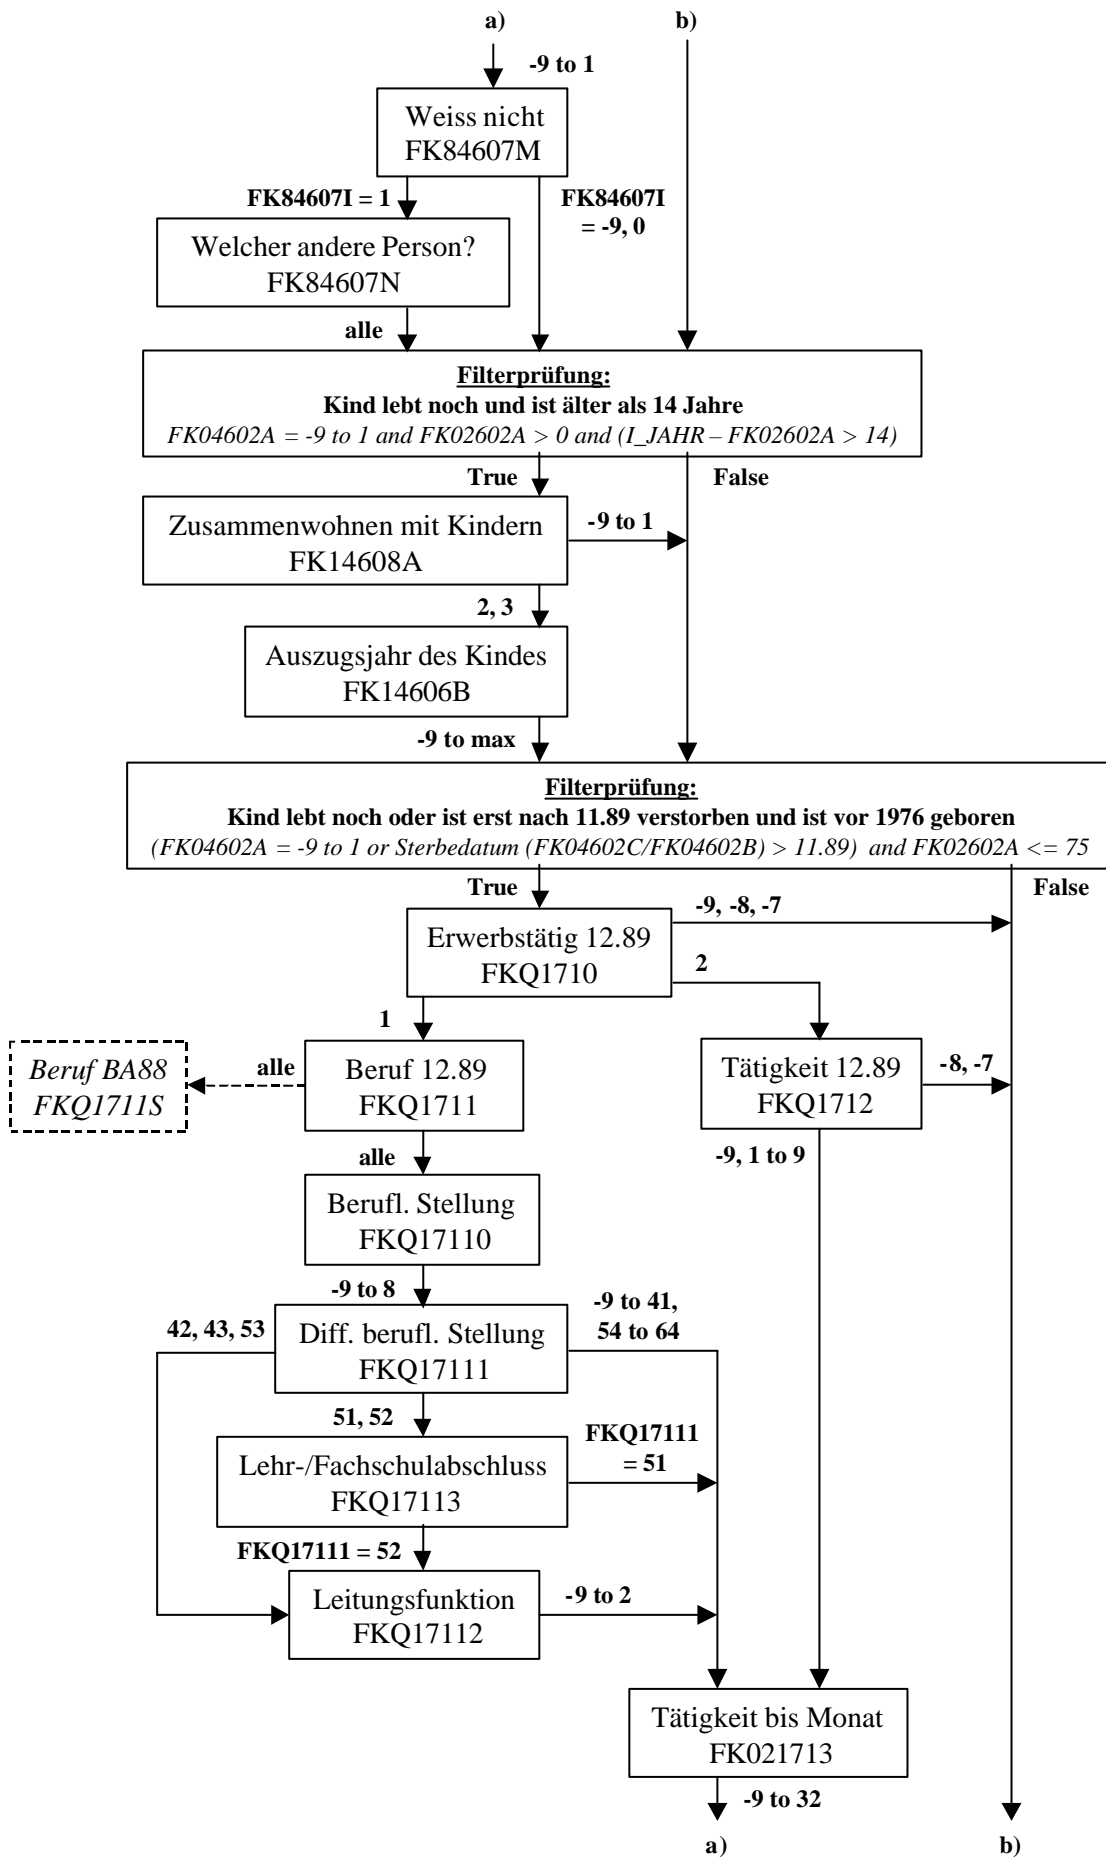 a)
b)
-9 to 1
Weiss nicht
FK84607M
FK84607I = 1
FK84607I
= -9, 0
Welcher andere Person?
FK84607N
alle
Filterprüfung:
Kind lebt noch und ist älter als 14 Jahre
FK04602A = -9 to 1 and FK02602A > 0 and (I_JAHR – FK02602A > 14)
True
False
Zusammenwohnen mit Kindern
FK14608A
-9 to 1
2, 3
Auszugsjahr des Kindes
FK14606B
-9 to max
Filterprüfung:
Kind lebt noch oder ist erst nach 11.89 verstorben und ist vor 1976 geboren
(FK04602A = -9 to 1 or Sterbedatum (FK04602C/FK04602B) > 11.89) and FK02602A <= 75
True
False
Erwerbstätig 12.89
FKQ1710
-9, -8, -7
2
1
Beruf BA88
FKQ1711S
alle
Beruf 12.89
FKQ1711
Tätigkeit 12.89
FKQ1712
-8, -7
alle
-9, 1 to 9
Berufl. Stellung
FKQ17110
-9 to 8
42, 43, 53
Diff. berufl. Stellung
FKQ17111
-9 to 41,
54 to 64
51, 52
Lehr-/Fachschulabschluss
FKQ17113
FKQ17111
= 51
FKQ17111 = 52
Leitungsfunktion
FKQ17112
-9 to 2
Tätigkeit bis Monat
FK021713
-9 to 32
a)
b)